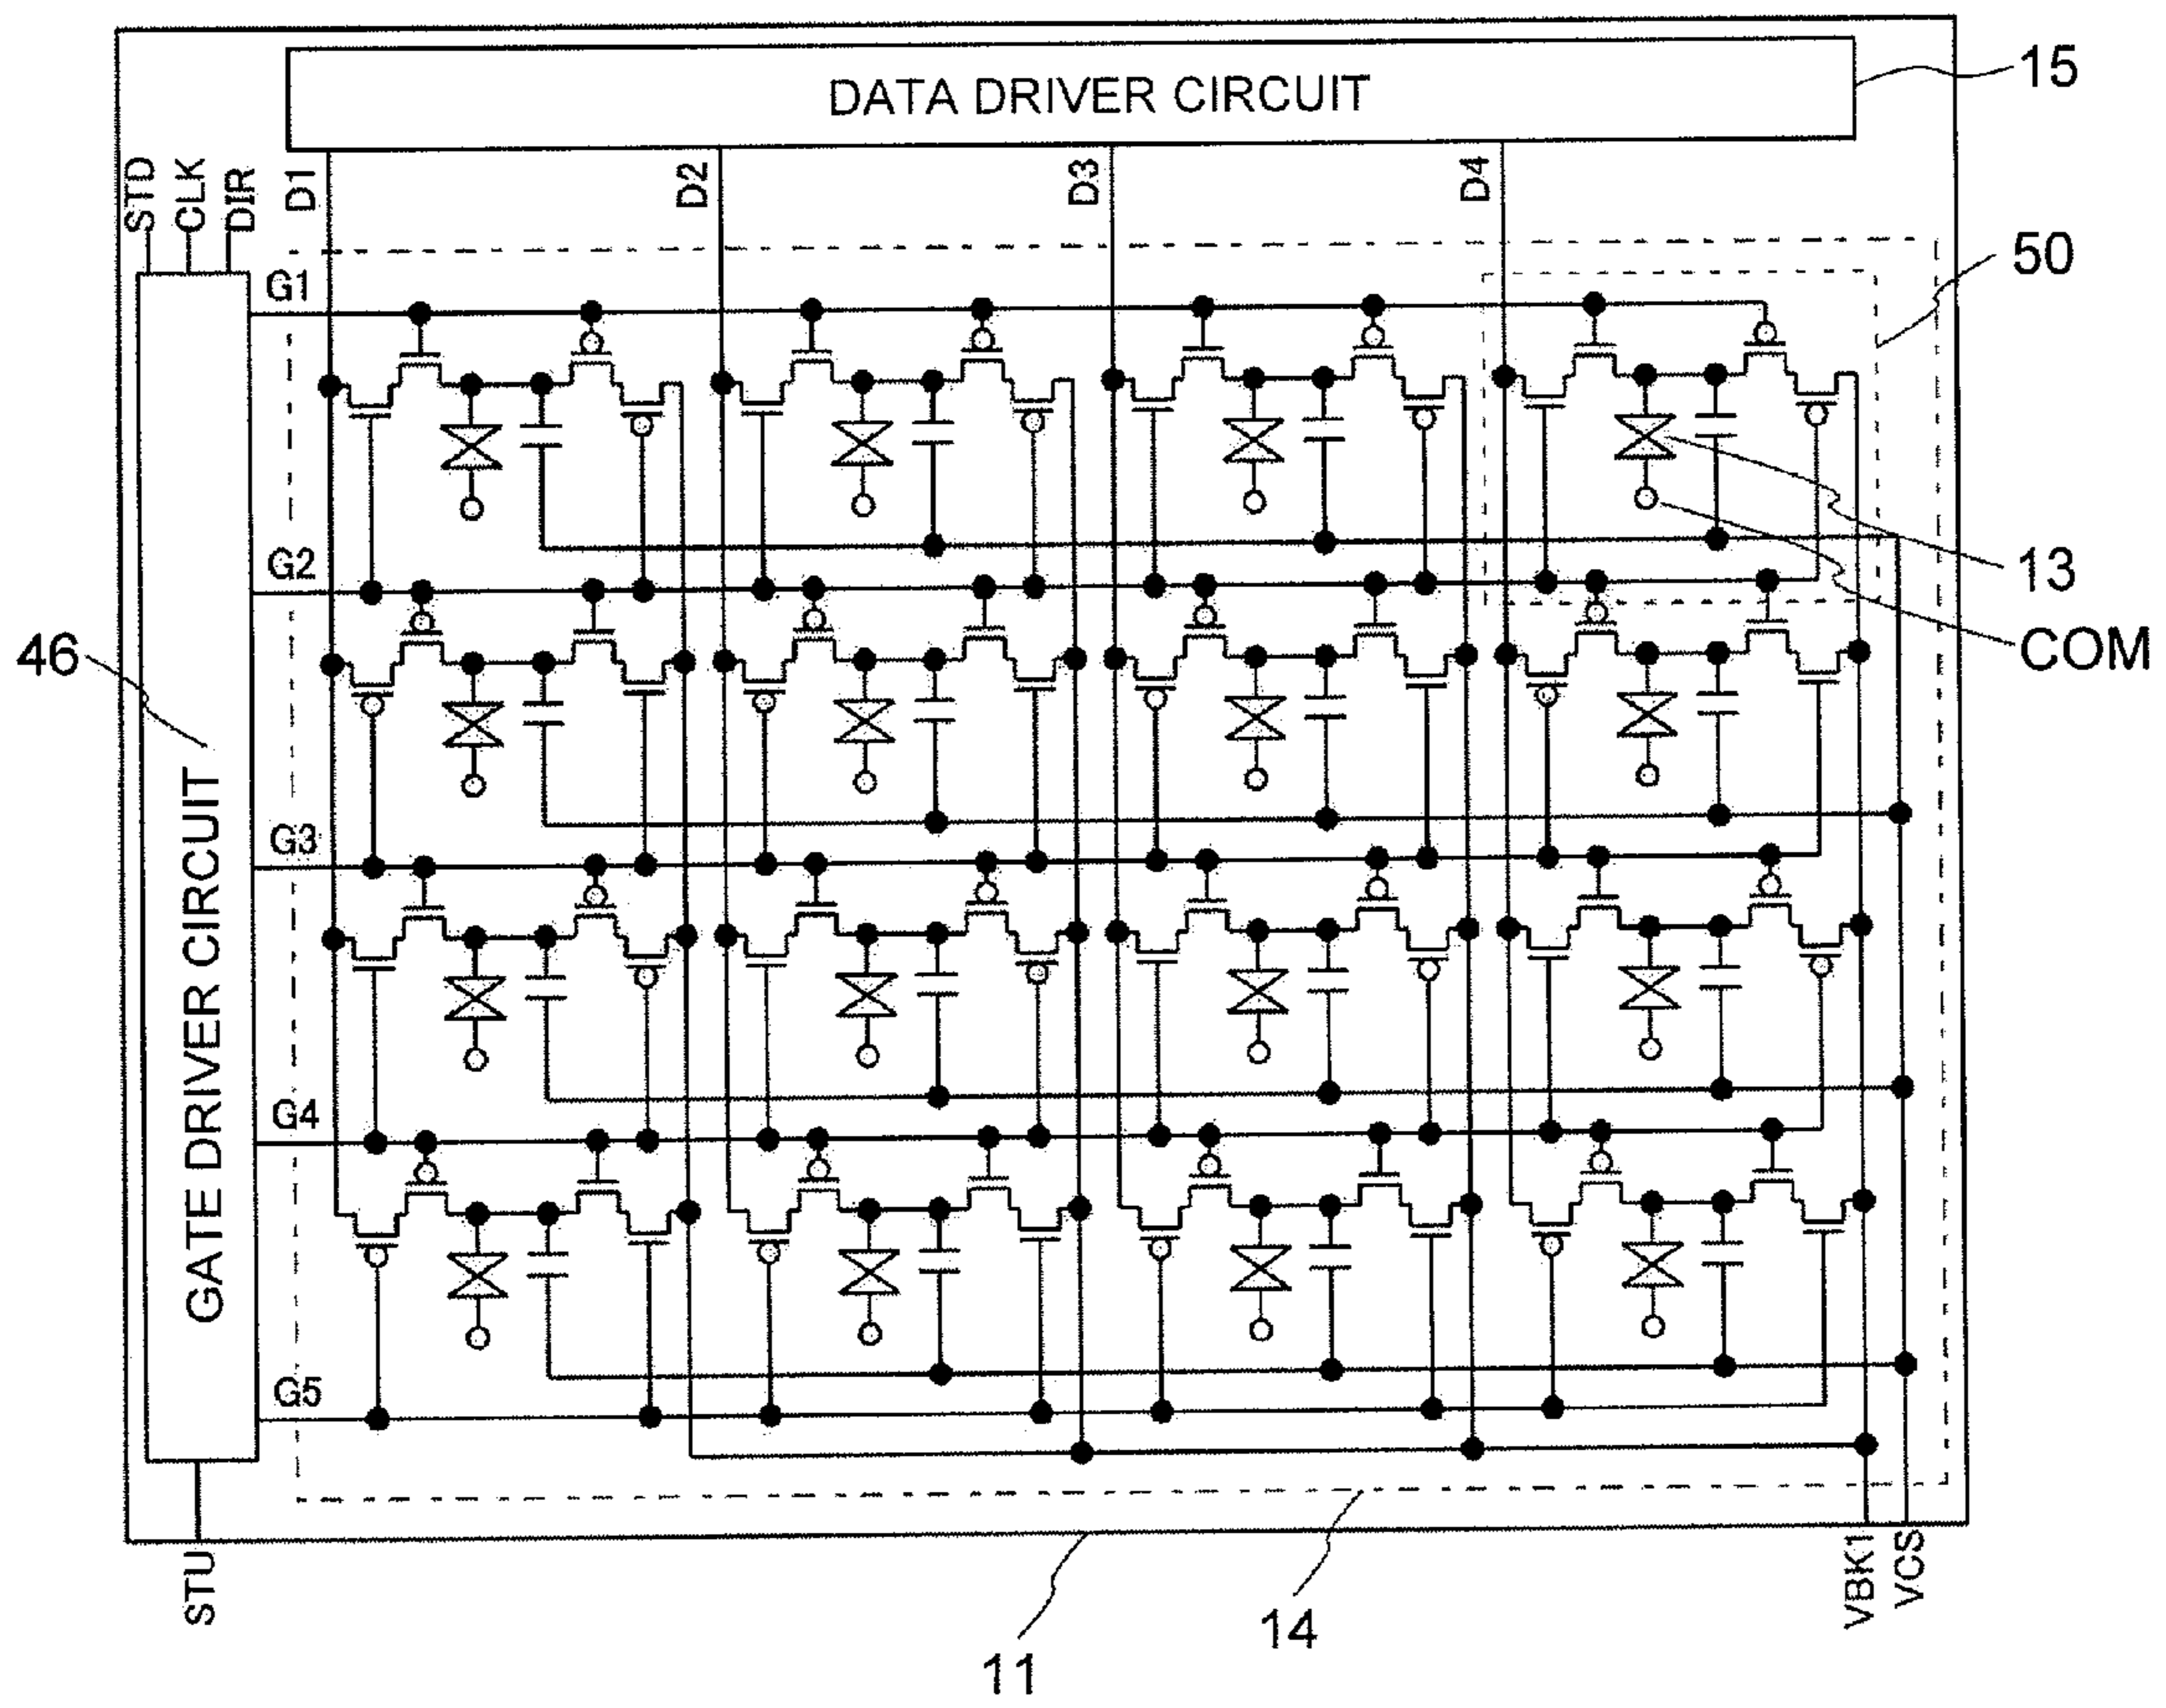 DATA DRIVER CIRCUIT
15
STD
CLK
DIR
D1
D2
D3
D4
50
G1
G2
13
COM
46
GATE DRIVER CIRCUIT
G3
G4
G5
STU
VBK1
VCS
14
11